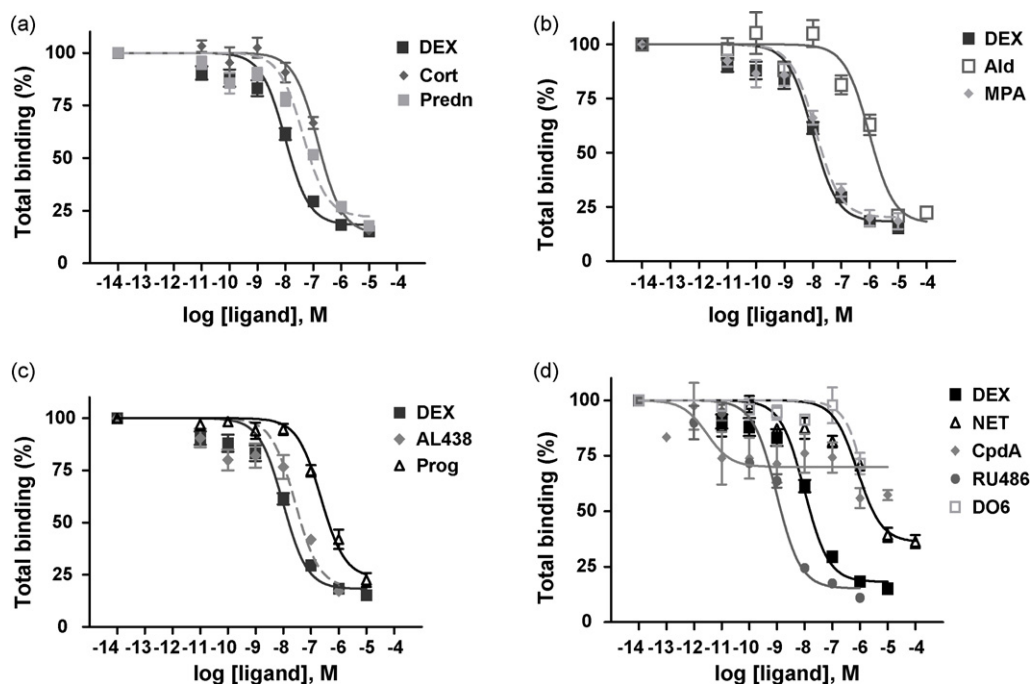 (a)
DEX
Cort
Predn
100
75
50
25
0
Total binding (%)
-14 -13 -12 -11 -10 -9 -8 -7 -6 -5 -4
log [ligand], M
(b)
DEX
Ald
MPA
100
75
50
25
0
Total binding (%)
-14 -13 -12 -11 -10 -9 -8 -7 -6 -5 -4
log [ligand], M
(c)
DEX
AL438
Prog
100
75
50
25
0
Total binding (%)
-14 -13 -12 -11 -10 -9 -8 -7 -6 -5 -4
log [ligand], M
(d)
DEX
NET
CpdA
RU486
DO6
100
75
50
25
0
Total binding (%)
-14 -13 -12 -11 -10 -9 -8 -7 -6 -5 -4
log [ligand], M